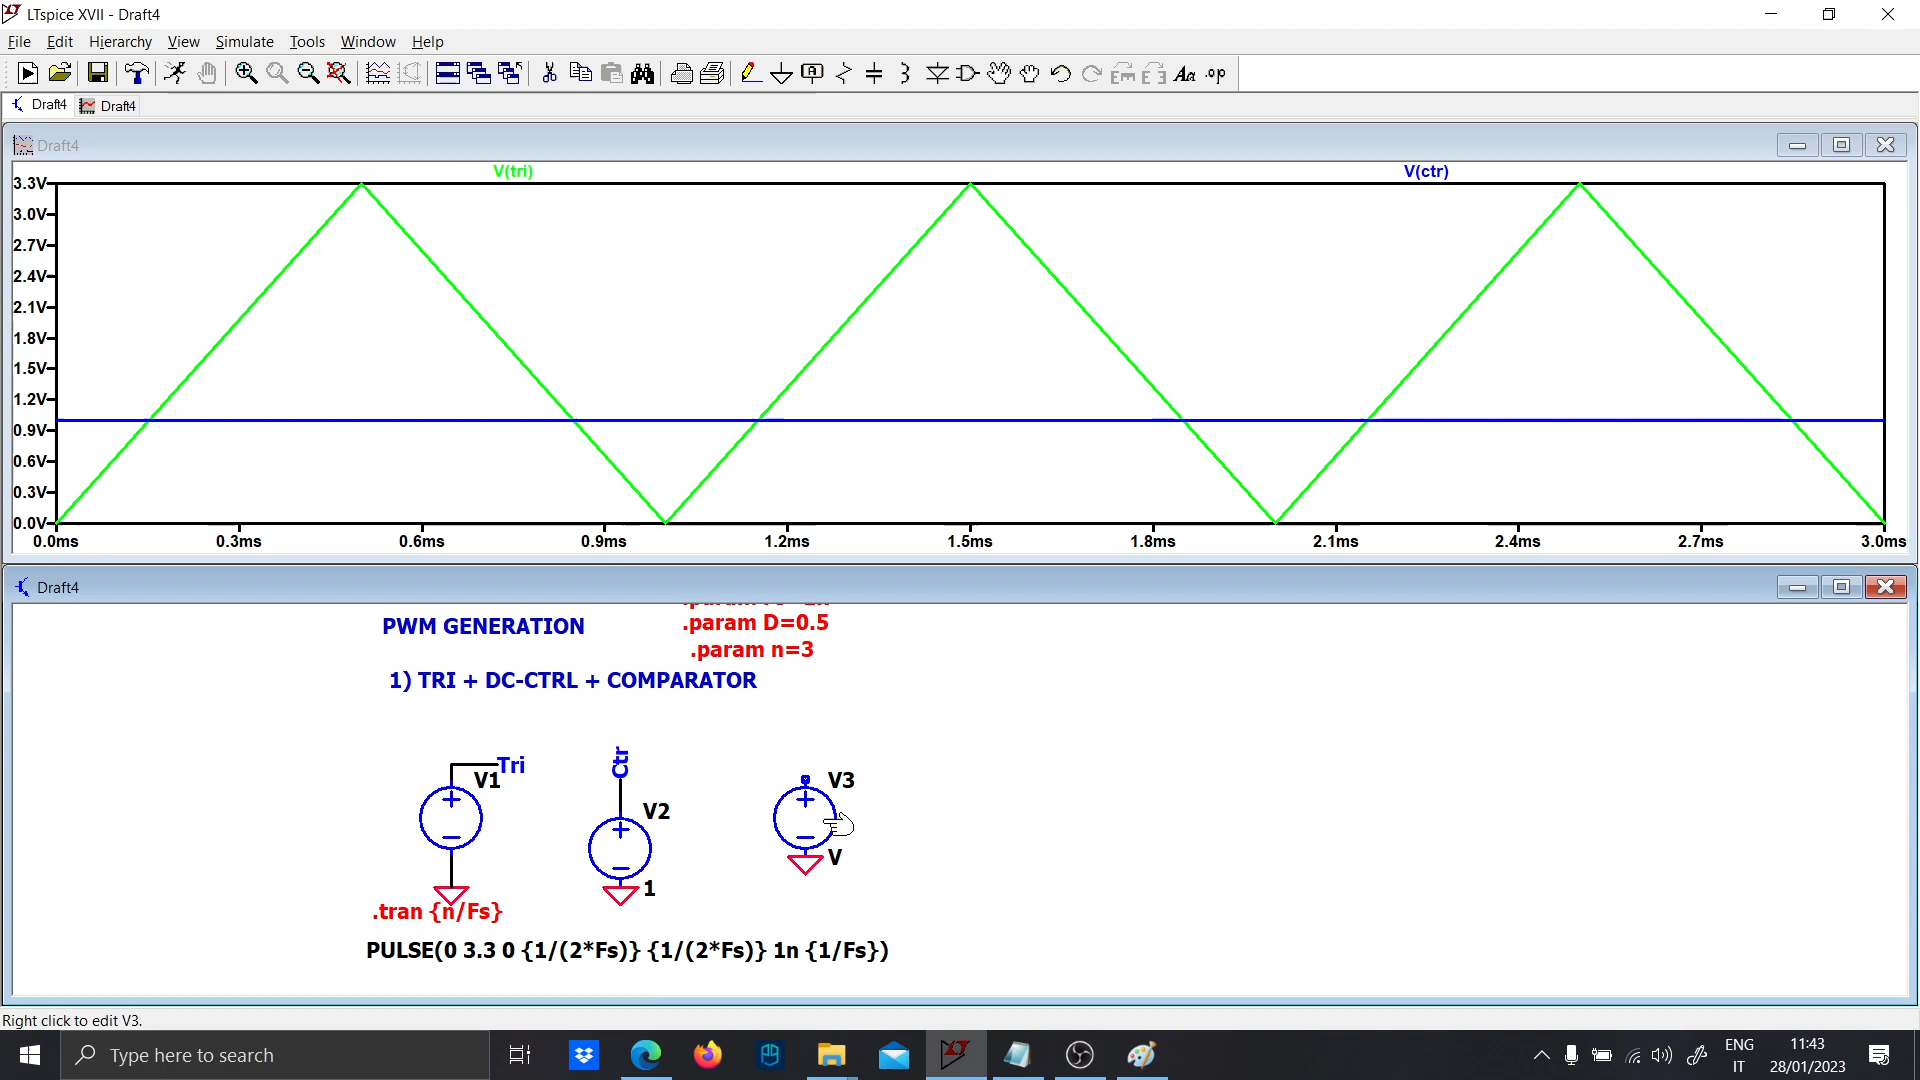 LTspice XVII - Draft4
File Edit Hierarchy View Simulate Tools Window Help
Draft4 Draft4
Draft4
V(tri) V(ctr)
3.3V
3.0V
2.7V
2.4V
2.1V
1.8V
1.5V
1.2V
0.9V
0.6V
0.3V
0.0V
0.0ms 0.3ms 0.6ms 0.9ms 1.2ms 1.5ms 1.8ms 2.1ms 2.4ms 2.7ms 3.0ms
Draft4
PWM GENERATION
.param D=0.5
.param n=3
1) TRI + DC-CTRL + COMPARATOR
Tri
V1
Ctr
V2
1
V3
V
.tran {n/Fs}
PULSE(0 3.3 0 {1/(2*Fs)} {1/(2*Fs)} 1n {1/Fs})
Right click to edit V3.
Type here to search
ENG
IT
11:43
28/01/2023